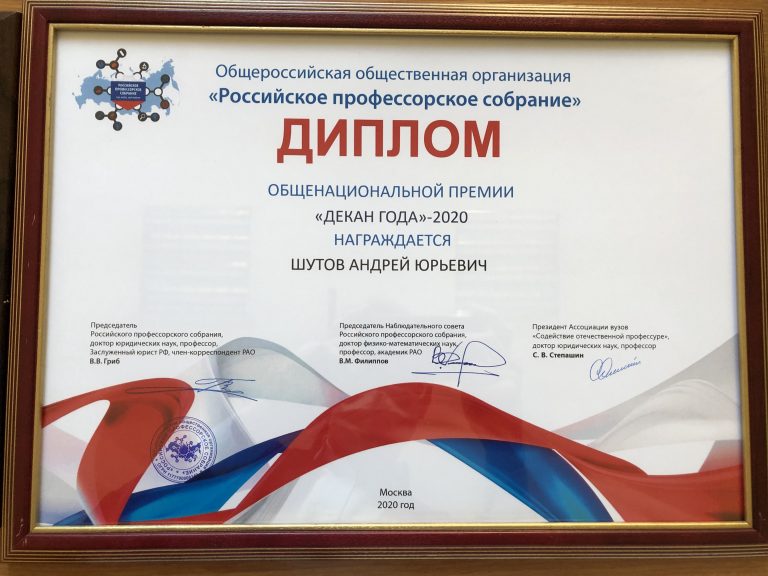 РОССИЙСКОЕ
ПРОФЕССОРСКОЕ
СОБРАНИЕ
Общероссийская общественная организация
«Российское профессорское собрание»
ДИПЛОМ
ОБЩЕНАЦИОНАЛЬНОЙ ПРЕМИИ
«ДЕКАН ГОДА»-2020
НАГРАЖДАЕТСЯ
ШУТОВ АНДРЕЙ ЮРЬЕВИЧ
Председатель
Российского профессорского собрания,
доктор юридических наук, профессор,
Заслуженный юрист РФ, член-корреспондент РАО
В.В. Гриб
Председатель Наблюдательного совета
Российского профессорского собрания,
доктор физико-математических наук,
профессор, академик РАО
В.М. Филиппов
Президент Ассоциации вузов
«Содействие отечественной профессуре»,
доктор юридических наук, профессор
С. В. Степашин
Москва
2020 год